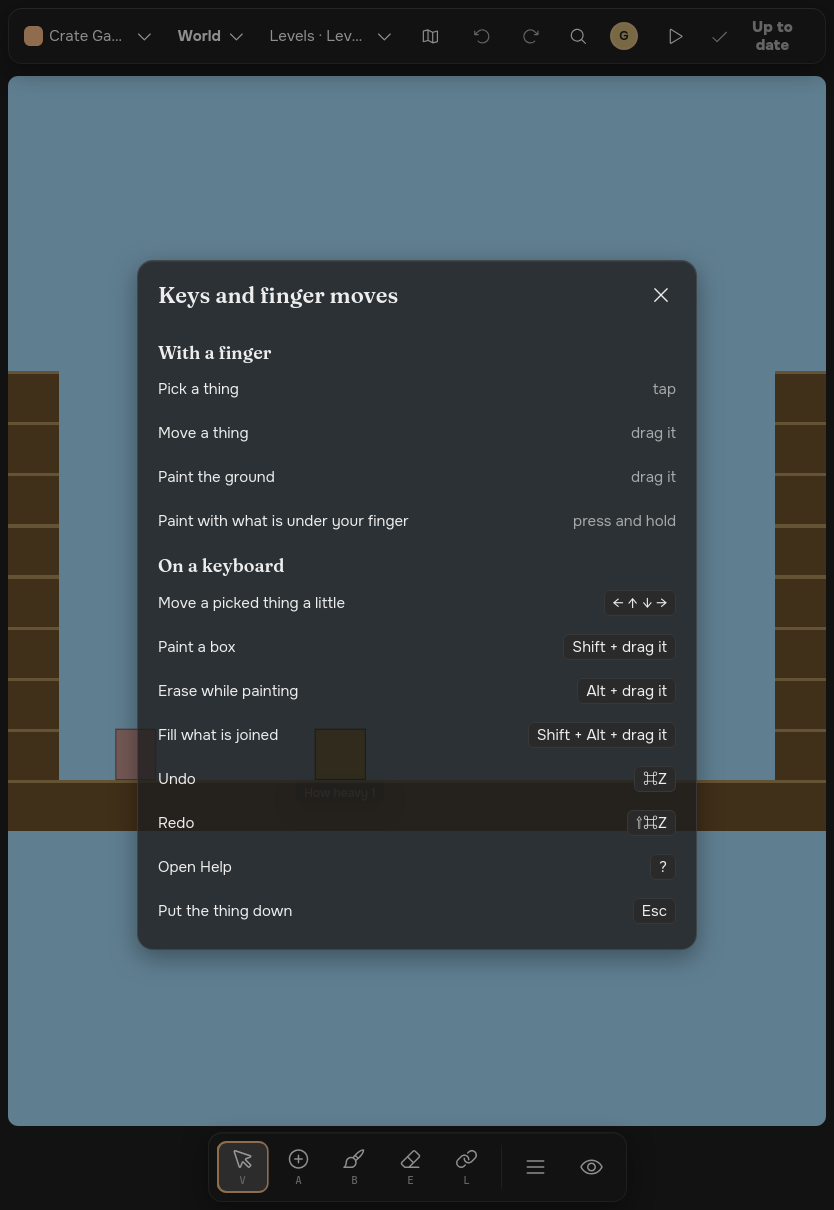 Crate Ga...
World
Levels · Lev...
G
Up to
date
Keys and finger moves
With a finger
Pick a thing tap
Move a thing drag it
Paint the ground drag it
Paint with what is under your finger press and hold
On a keyboard
Move a picked thing a little ← ↑ ↓ →
Paint a box Shift + drag it
Erase while painting Alt + drag it
Fill what is joined Shift + Alt + drag it
Undo ⌘Z
How heavy
Redo ⇧⌘Z
Open Help ?
Put the thing down Esc
V
A
B
E
L